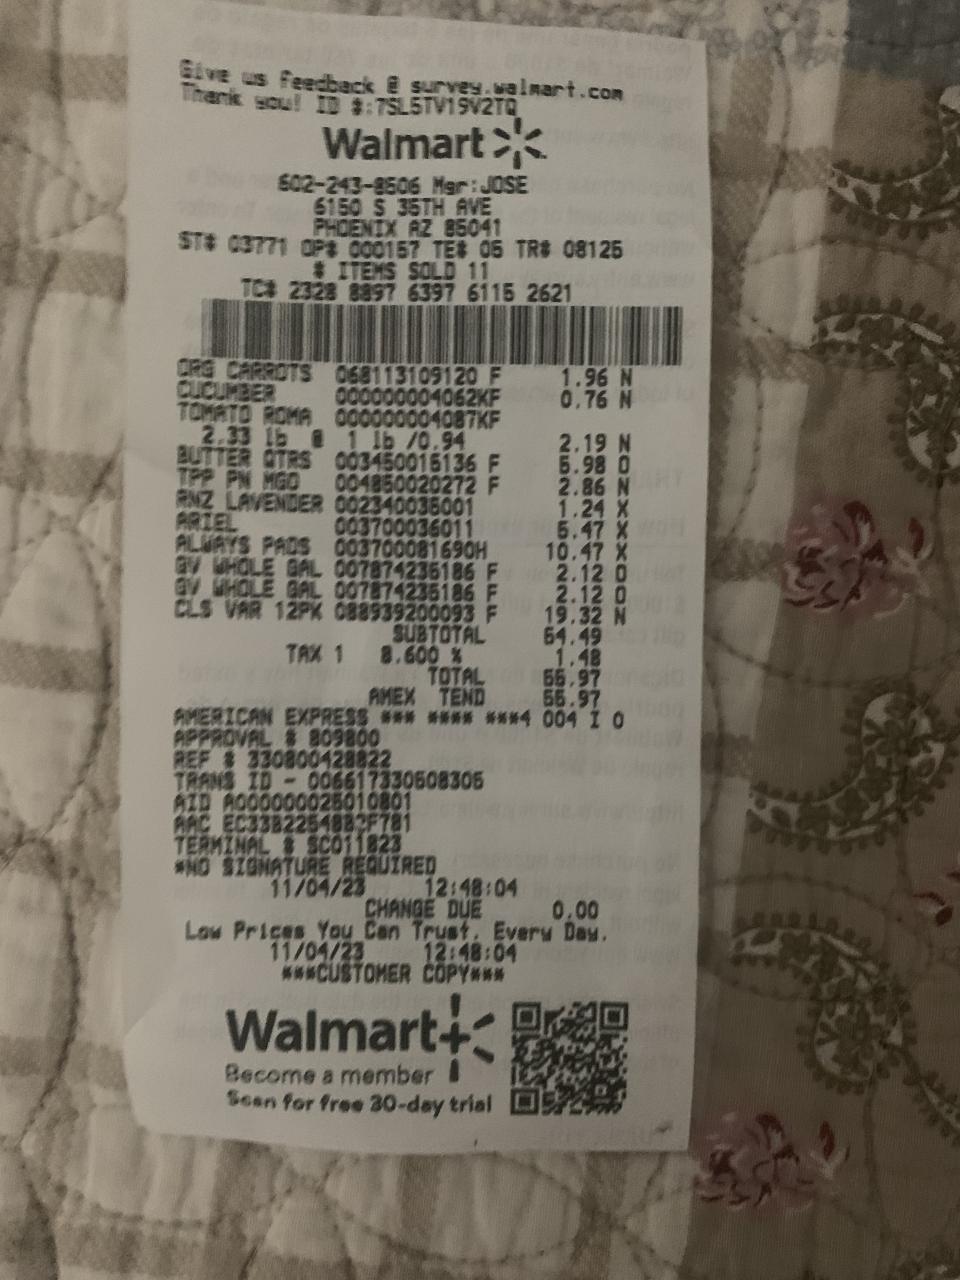 Give us feedback @ survey.walmart.com
Thank you! ID #:7SL5TV19V2TQ
Walmart
602-243-8506 Mgr:JOSE
6150 S 35TH AVE
PHOENIX AZ 85041
ST# 03771 OP# 000157 TE# 05 TR# 08125
# ITEMS SOLD 11
TC# 2328 8897 6397 6115 2621
ORG CARROTS 068113109120 F 1.96 N
CUCUMBER 000000004062KF 0.76 N
TOMATO ROMA 000000004087KF
2.33 lb @ 1 lb /0.94 2.19 N
BUTTER QTRS 003450015136 F 5.98 O
TPP PN MGO 004850020272 F 2.86 N
RNZ LAVENDER 002340035001 1.24 X
ARIEL 003700036011 5.47 X
ALWAYS PADS 003700081690H 10.47 X
GV WHOLE GAL 007874235186 F 2.12 O
GV WHOLE GAL 007874235186 F 2.12 O
CLS VAR 12PK 088939200093 F 19.32 N
SUBTOTAL 54.49
TAX 1 8.600 % 1.48
TOTAL 55.97
AMEX TEND 55.97
AMERICAN EXPRESS *** **** ***4 004 I 0
APPROVAL # 809800
REF # 330800428822
TRANS ID - 006617330608305
AID A000000025010801
AAC
TERMINAL # SC011823
*NO SIGNATURE REQUIRED
11/04/23 12:48:04
CHANGE DUE 0.00
Low Prices You Can Trust. Every Day.
11/04/23 12:48:04
***CUSTOMER COPY***
Walmart+
Become a member
Scan for free 30-day trial